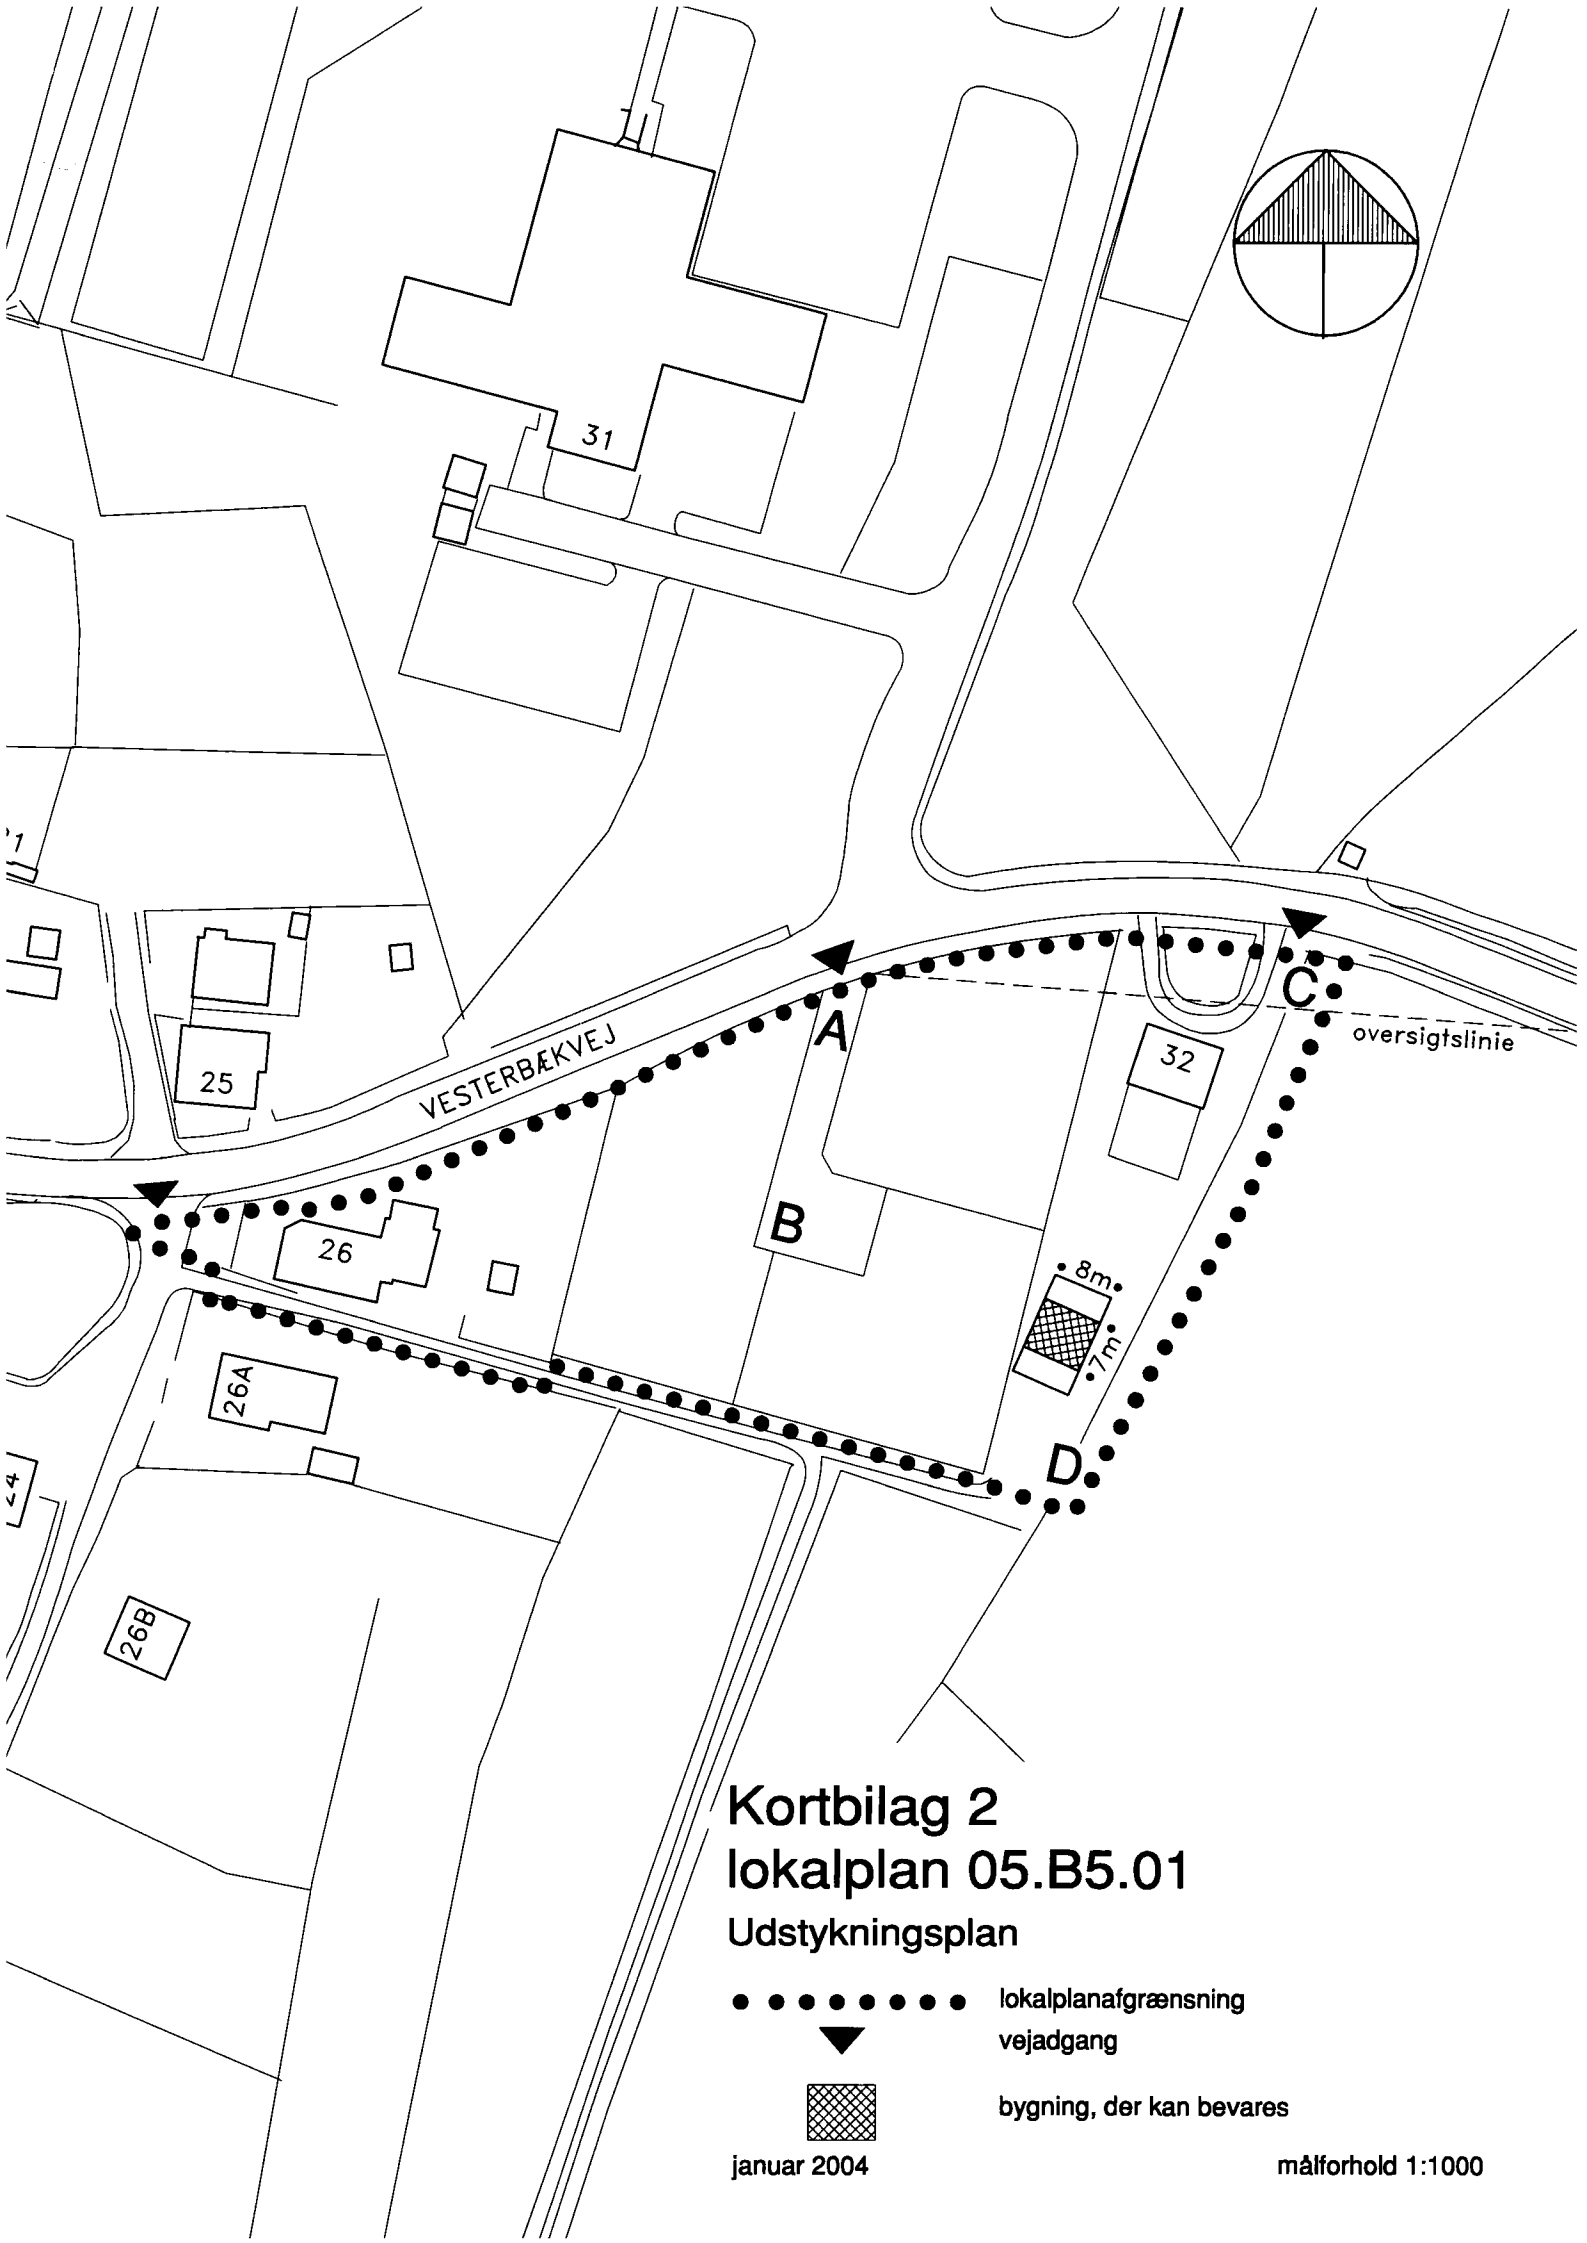 31
VESTERBÆKVEJ
A
C
oversigtslinie
32
25
B
26
8m
7m
26A
D
24
26B
Kortbilag 2
lokalplan 05.B5.01
Udstykningsplan
lokalplanafgrænsning
vejadgang
bygning, der kan bevares
januar 2004
målforhold 1:1000